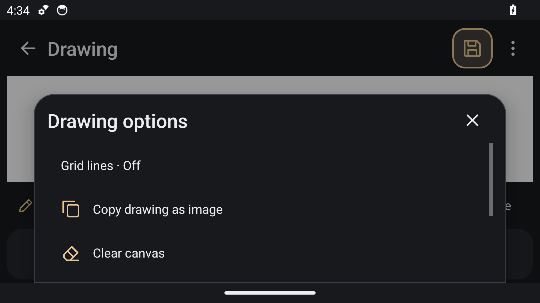 4:34
Drawing
Drawing options
Grid lines · Off
Copy drawing as image
Clear canvas